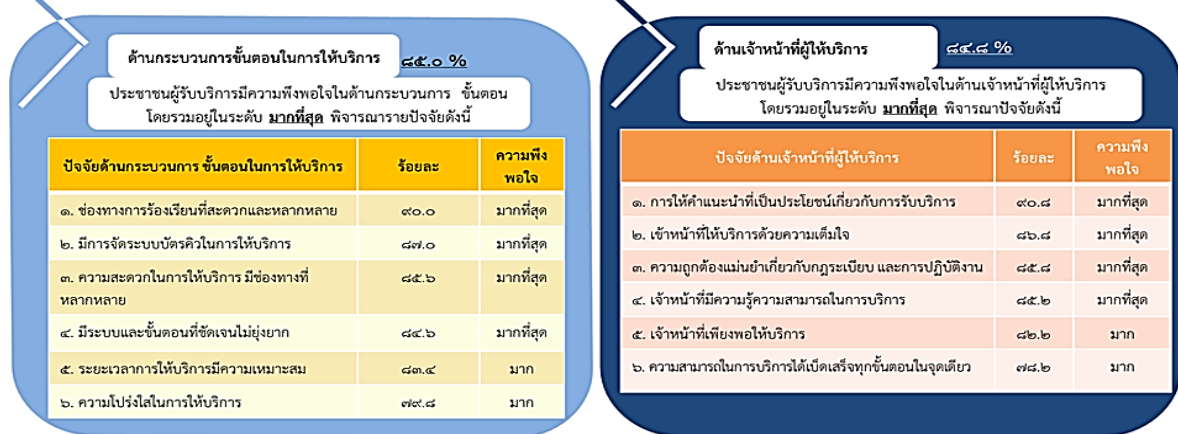 ด้านกระบวนการขั้นตอนในการให้บริการ ๘๕.๐ %
ประชาชนผู้รับบริการมีความพึงพอใจในด้านกระบวนการ ขั้นตอน
โดยรวมอยู่ในระดับ มากที่สุด พิจารณารายปัจจัยดังนี้
ปัจจัยด้านกระบวนการ ขั้นตอนในการให้บริการ ร้อยละ ความพึง
พอใจ
๑. ช่องทางการร้องเรียนที่สะดวกและหลากหลาย ๙๐.๐ มากที่สุด
๒. มีการจัดระบบบัตรคิวในการให้บริการ ๘๗.๐ มากที่สุด
๓. ความสะดวกในการให้บริการ มีช่องทางที่ ๘๕.๖ มากที่สุด
หลากหลาย
๔. มีระบบและขั้นตอนที่ชัดเจนไม่ยุ่งยาก ๘๔.๖ มากที่สุด
๕. ระยะเวลาการให้บริการมีความเหมาะสม ๘๓.๔ มาก
๖. ความโปร่งใสในการให้บริการ ๗๙.๘ มาก
ด้านเจ้าหน้าที่ผู้ให้บริการ ๘๔.๘ %
ประชาชนผู้รับบริการมีความพึงพอใจในด้านเจ้าหน้าที่ผู้ให้บริการ
โดยรวมอยู่ในระดับ มากที่สุด พิจารณาปัจจัยดังนี้
ปัจจัยด้านเจ้าหน้าที่ผู้ให้บริการ ร้อยละ ความพึง
พอใจ
๑. การให้คำแนะนำที่เป็นประโยชน์เกี่ยวกับการรับบริการ ๙๐.๘ มากที่สุด
๒. เข้าหน้าที่ให้บริการด้วยความเต็มใจ ๘๖.๘ มากที่สุด
๓. ความถูกต้องแม่นยำเกี่ยวกับกฎระเบียบ และการปฏิบัติงาน ๘๕.๘ มากที่สุด
๔. เจ้าหน้าที่มีความรู้ความสามารถในการบริการ ๘๕.๒ มากที่สุด
๕. เจ้าหน้าที่เพียงพอให้บริการ ๘๒.๒ มาก
๖. ความสามารถในการบริการได้เบ็ดเสร็จทุกขั้นตอนในจุดเดียว ๗๘.๒ มาก